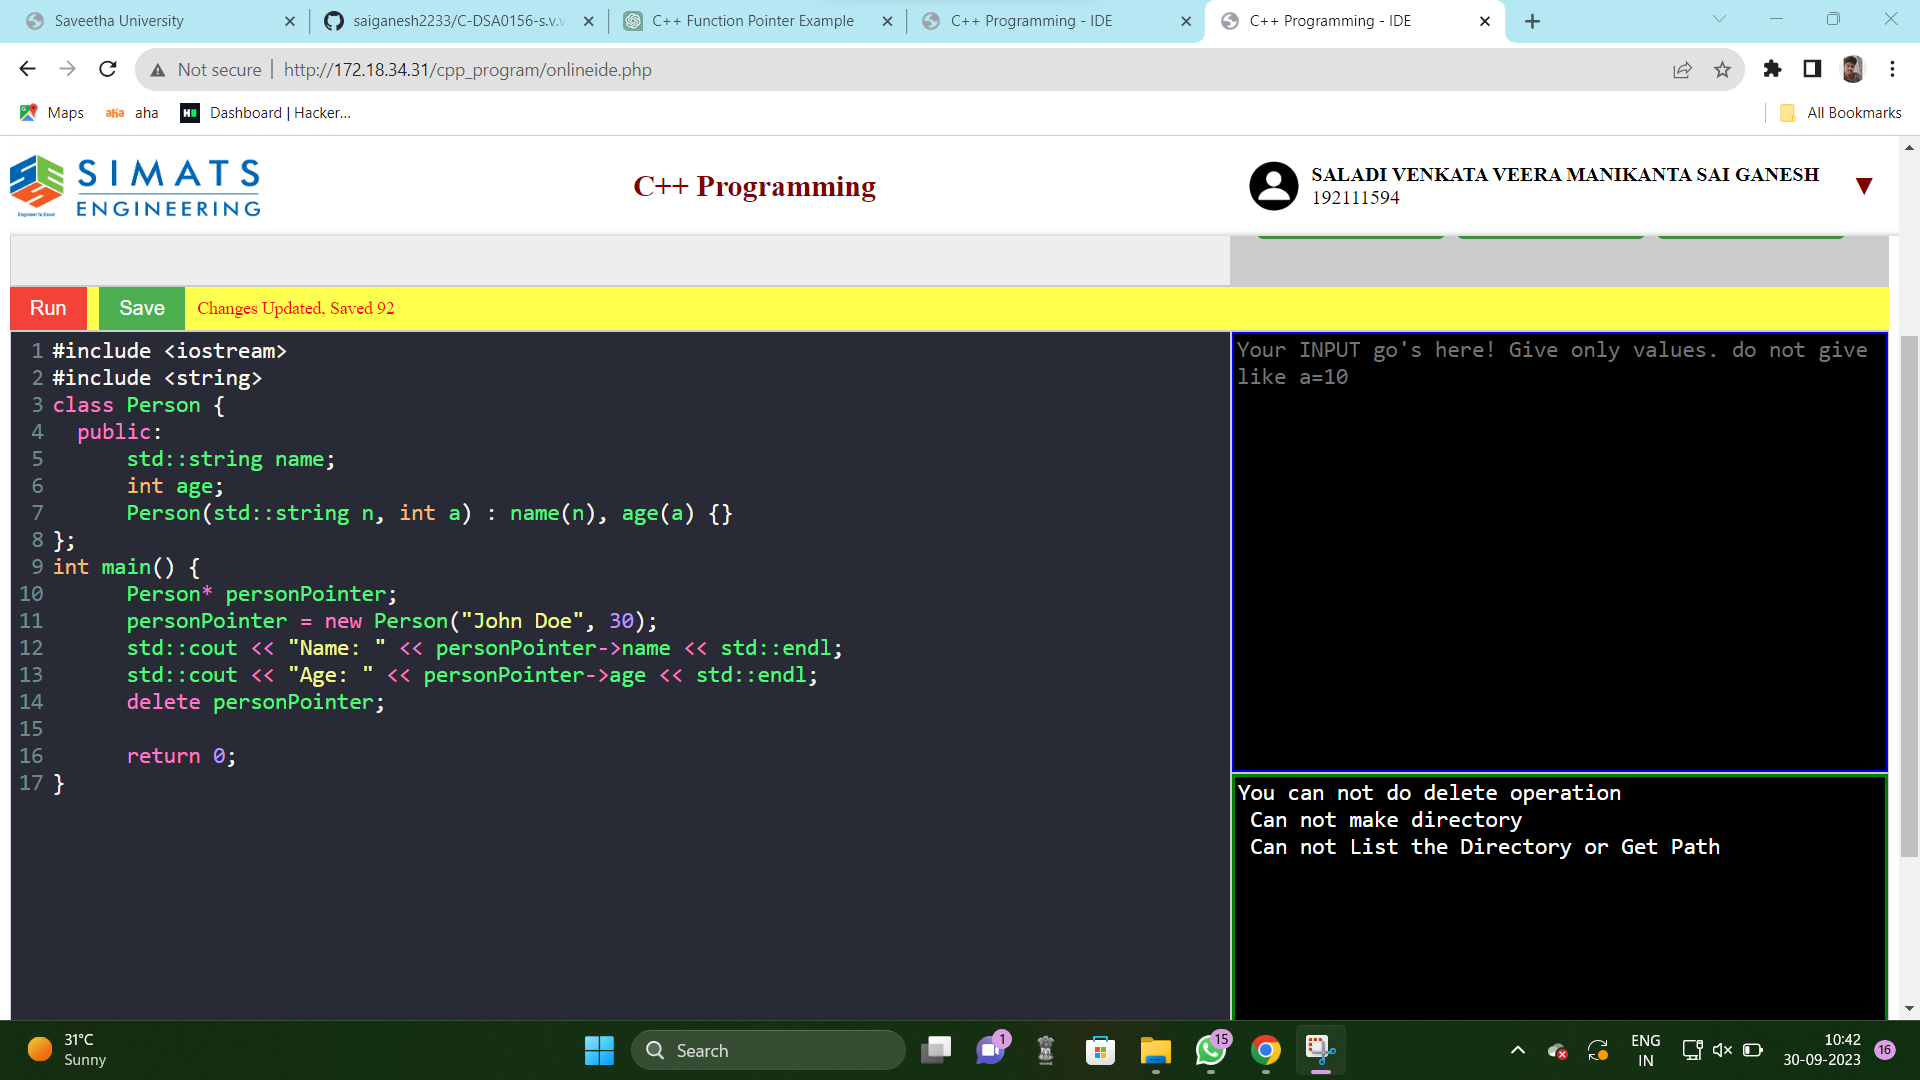 Saveetha University
saiganesh2233/C-DSA0156-s.v.v
C++ Function Pointer Example
C++ Programming - IDE
C++ Programming - IDE
Not secure
http://172.18.34.31/cpp_program/onlineide.php
Maps
aha aha
H Dashboard | Hacker...
All Bookmarks
SIMATS
ENGINEERING
Engineer to Excel
C++ Programming
SALADI VENKATA VEERA MANIKANTA SAI GANESH
192111594
Run
Save
Changes Updated, Saved 92
1 #include <iostream>
2 #include <string>
3 class Person {
4 public:
5 std::string name;
6 int age;
7 Person(std::string n, int a) : name(n), age(a) {}
8 };
9 int main() {
10 Person* personPointer;
11 personPointer = new Person("John Doe", 30);
12 std::cout << "Name: " << personPointer->name << std::endl;
13 std::cout << "Age: " << personPointer->age << std::endl;
14 delete personPointer;
15
16 return 0;
17 }
Your INPUT go's here! Give only values. do not give
like a=10
You can not do delete operation
Can not make directory
Can not List the Directory or Get Path
31°C
Sunny
Search
1
15
ENG
IN
10:42
30-09-2023
16